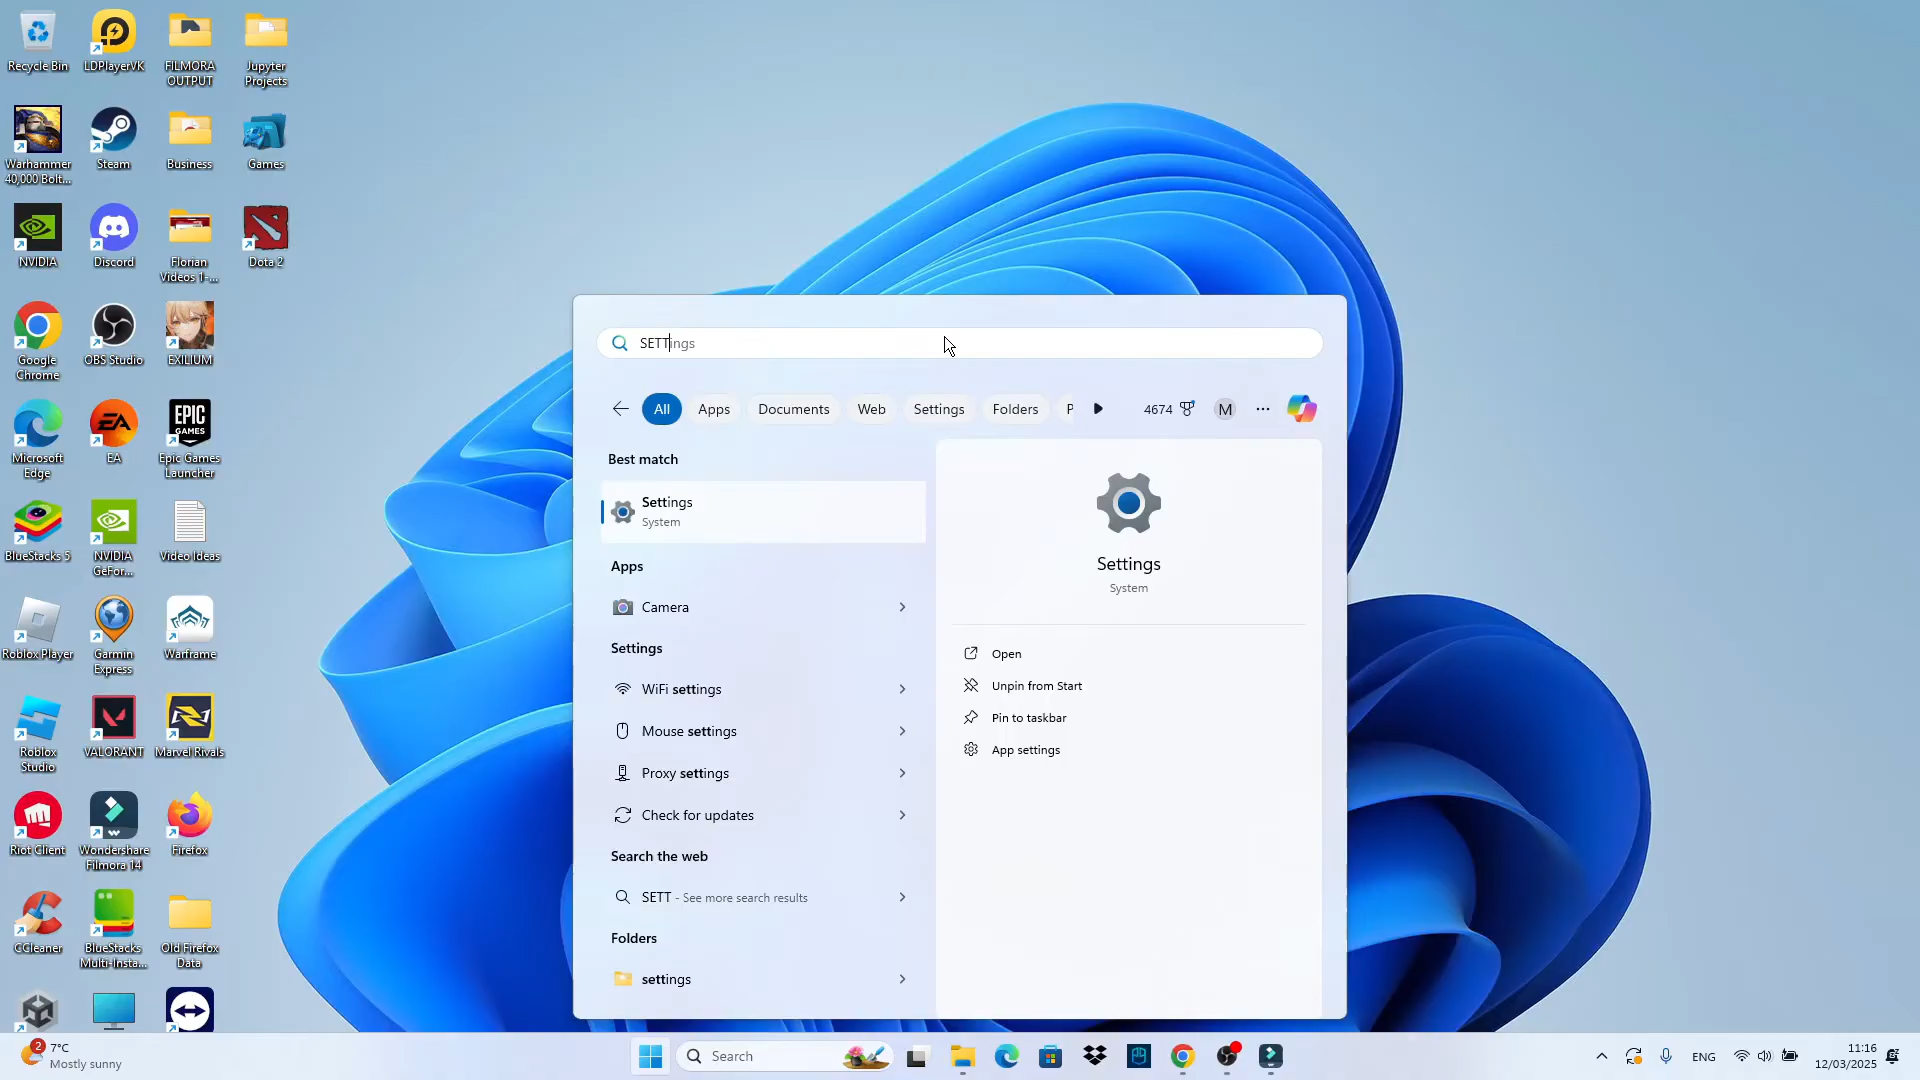 Recycle Bin
LDPlayerVK
FILMORA
OUTPUT
Jupyter
Projects
Warhammer
40,000 Bolt...
Steam
Business
Games
NVIDIA
Discord
Florian
Videos 1-...
Dota 2
Google
Chrome
OBS Studio
EXILIUM
Microsoft
Edge
EA
EPIC
GAMES
Epic Games
Launcher
BlueStacks 5
NVIDIA
GeFor...
Video Ideas
Roblox Player
Garmin
Express
Warframe
Roblox
Studio
VALORANT
Marvel Rivals
Riot Client
Wondershare
Filmora 14
Firefox
CCleaner
BlueStacks
Multi-Insta...
Old Firefox
Data
SETTings
All
Apps
Documents
Web
Settings
Folders
P
4674
M
Best match
Settings
System
Apps
Camera
Settings
WiFi settings
Mouse settings
Proxy settings
Check for updates
Search the web
SETT - See more search results
Folders
settings
Settings
System
Open
Unpin from Start
Pin to taskbar
App settings
2
7°C
Mostly sunny
Search
ENG
11:16
12/03/2025